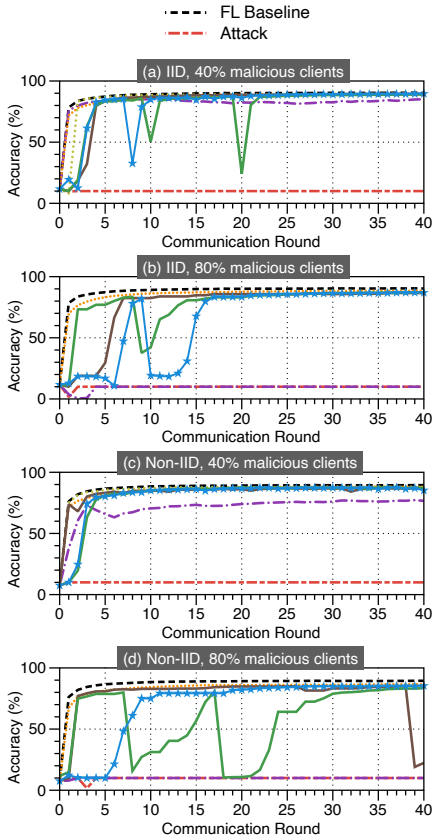 FL Baseline
Attack
(a) IID, 40% malicious clients
100
50
0
Accuracy (%)
0 5 10 15 20 25 30 35 40
Communication Round
(b) IID, 80% malicious clients
100
50
0
Accuracy (%)
0 5 10 15 20 25 30 35 40
Communication Round
(c) Non-IID, 40% malicious clients
100
50
0
Accuracy (%)
0 5 10 15 20 25 30 35 40
Communication Round
(d) Non-IID, 80% malicious clients
100
50
0
Accuracy (%)
0 5 10 15 20 25 30 35 40
Communication Round